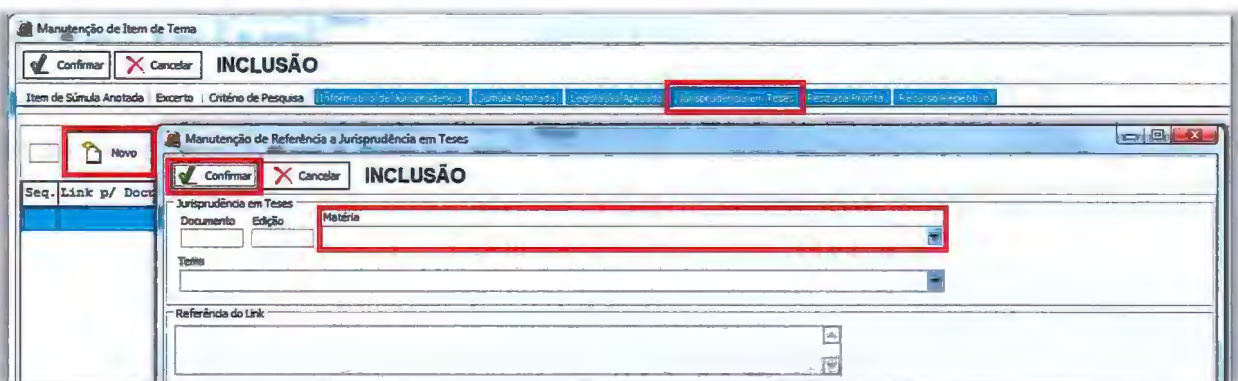 Manutenção de Item de Tema
Confirmar Cancelar INCLUSÃO
Item de Súmula Anotada Excerto Critério de Pesquisa Informativo de Jurisprudência Súmula Anotada Legislação Aplicada Jurisprudência em Teses Pesquisa Pronta Recurso Repetitivo
Novo
Manutenção de Referência a Jurisprudência em Teses
Confirmar Cancelar INCLUSÃO
Seq. Link p/
Jurisprudência em Teses
Documento Edição Matéria
Tema
Referência do Link